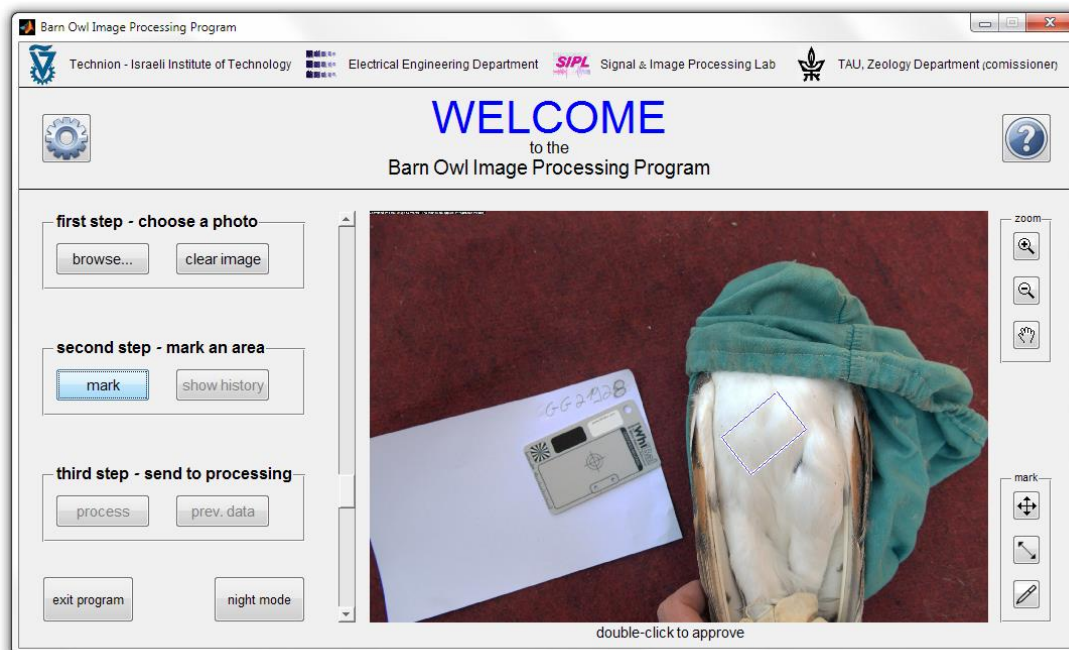 Barn Owl Image Processing Program
Technion - Israeli Institute of Technology
Electrical Engineering Department
SIPL
Signal & Image Processing Lab
TAU, Zeology Department (comissioner)
WELCOME
to the
Barn Owl Image Processing Program
first step - choose a photo
browse...
clear image
second step - mark an area
mark
show history
third step - send to processing
process
prev. data
exit program
night mode
GG21928
zoom
mark
double-click to approve